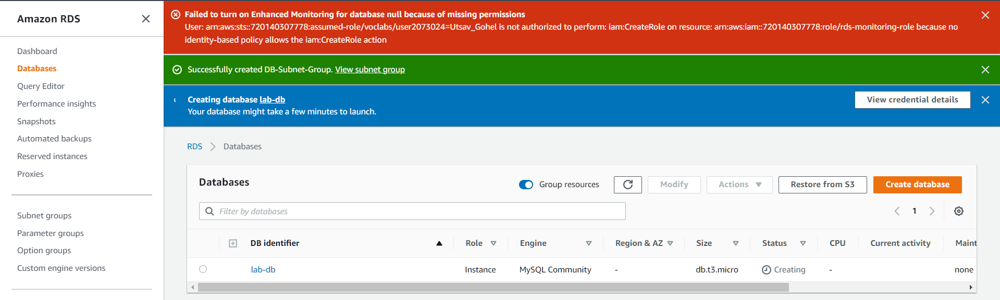 Amazon RDS
Dashboard
Databases
Query Editor
Performance insights
Snapshots
Automated backups
Reserved instances
Proxies
Subnet groups
Parameter groups
Option groups
Custom engine versions
Failed to turn on Enhanced Monitoring for database null because of missing permissions
User: arn:aws:sts::720140307778:assumed-role/voclabs/user2073024=Utsav_Gohel is not authorized to perform: iam:CreateRole on resource: arn:aws:iam::720140307778:role/rds-monitoring-role because no
identity-based policy allows the iam:CreateRole action
Successfully created DB-Subnet-Group. View subnet group
Creating database lab-db
Your database might take a few minutes to launch.
View credential details
RDS > Databases
Databases
Group resources
Modify
Actions
Restore from S3
Create database
Filter by databases
1
DB identifier Role Engine Region & AZ Size Status CPU Current activity Maint
lab-db Instance MySQL Community - db.t3.micro Creating - none